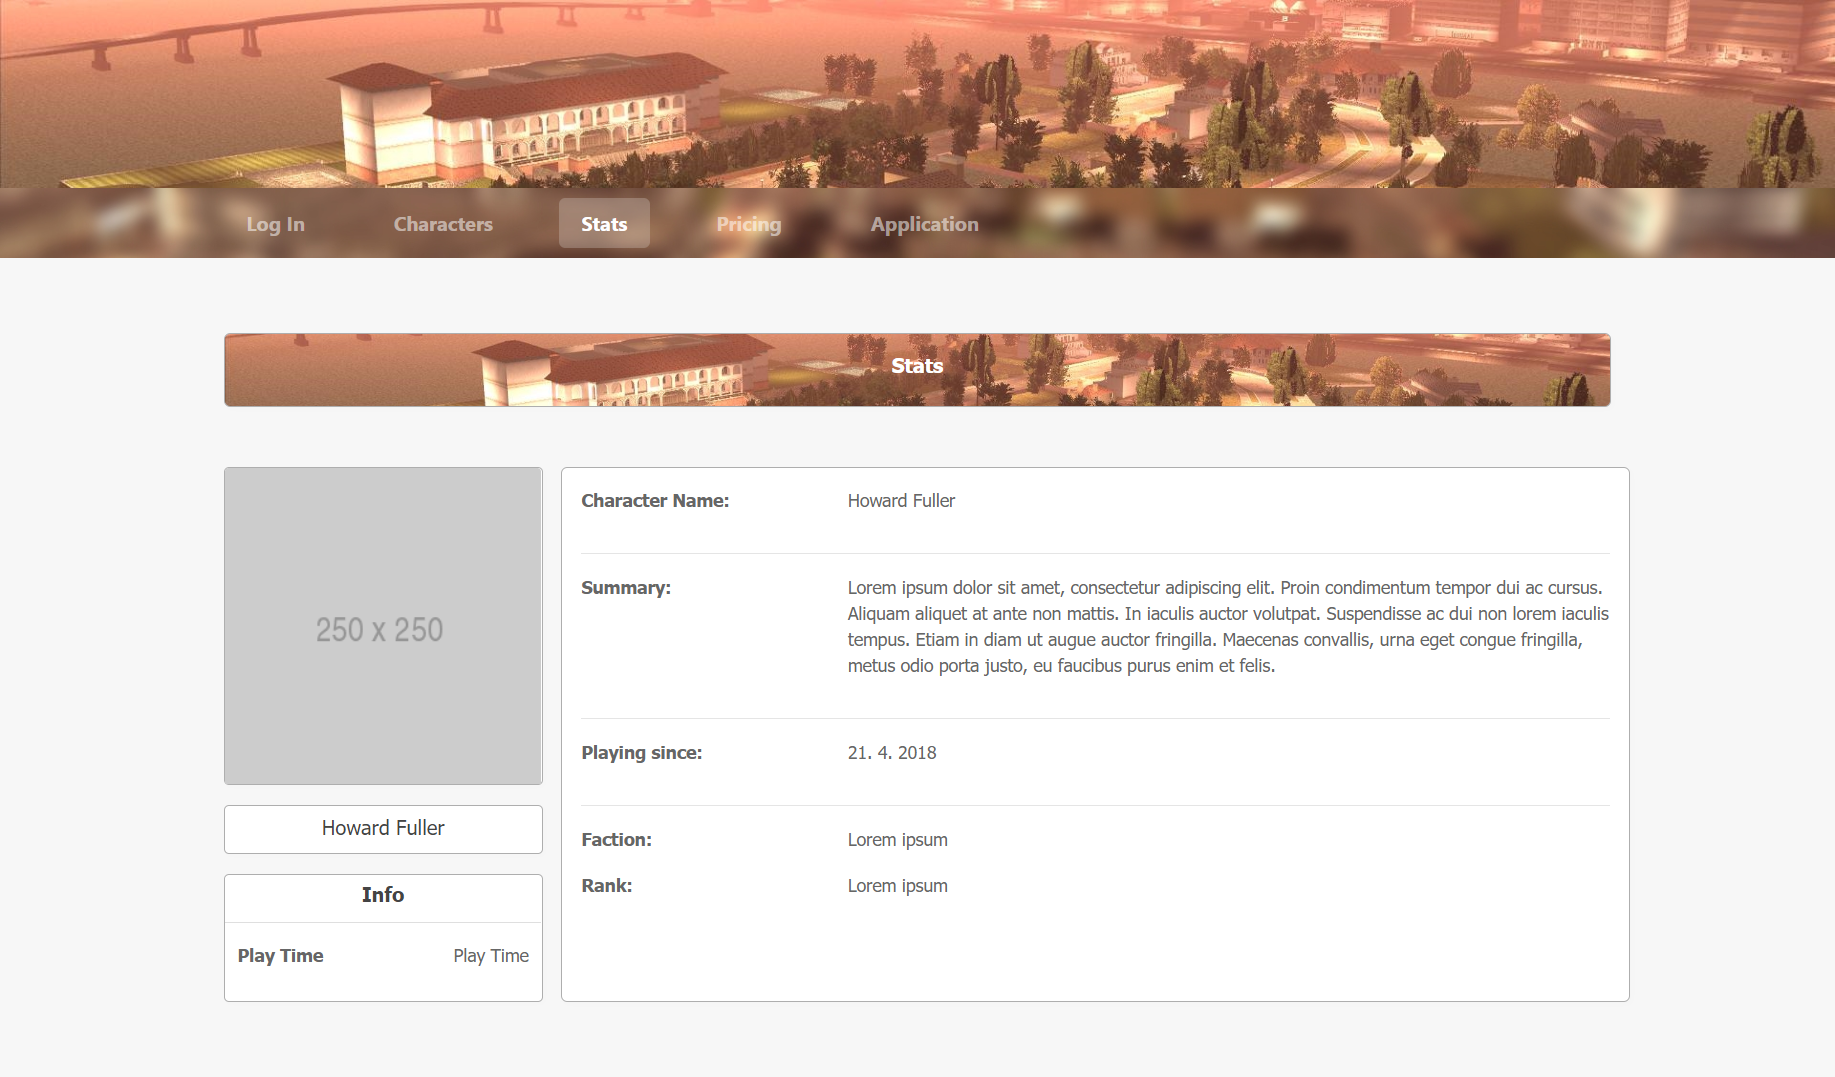 Log In Characters Stats Pricing Application
Stats
250 x 250
Howard Fuller
Info
Play Time Play Time
Character Name: Howard Fuller
Summary: Lorem ipsum dolor sit amet, consectetur adipiscing elit. Proin condimentum tempor dui ac cursus.
Aliquam aliquet at ante non mattis. In iaculis auctor volutpat. Suspendisse ac dui non lorem iaculis
tempus. Etiam in diam ut augue auctor fringilla. Maecenas convallis, urna eget congue fringilla,
metus odio porta justo, eu faucibus purus enim et felis.
Playing since: 21. 4. 2018
Faction: Lorem ipsum
Rank: Lorem ipsum